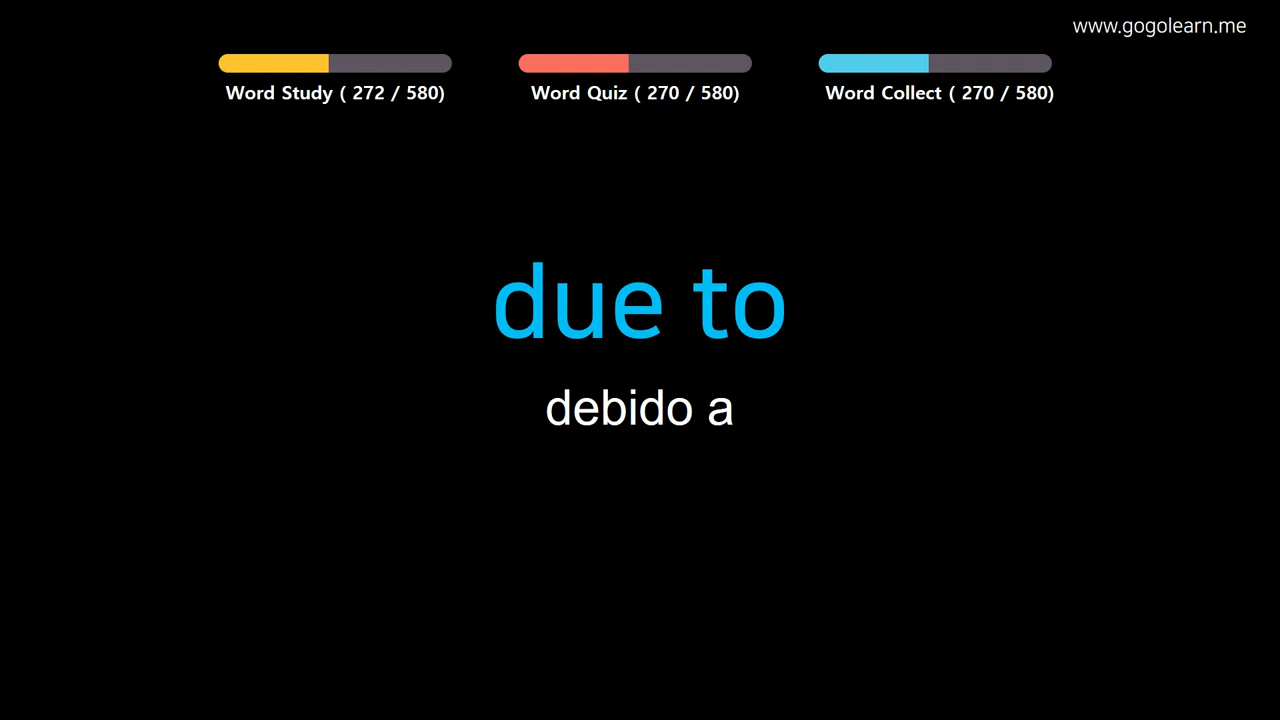 www.gogolearn.me
Word Study ( 272 / 580)
Word Quiz ( 270 / 580)
Word Collect ( 270 / 580)
due to
debido a